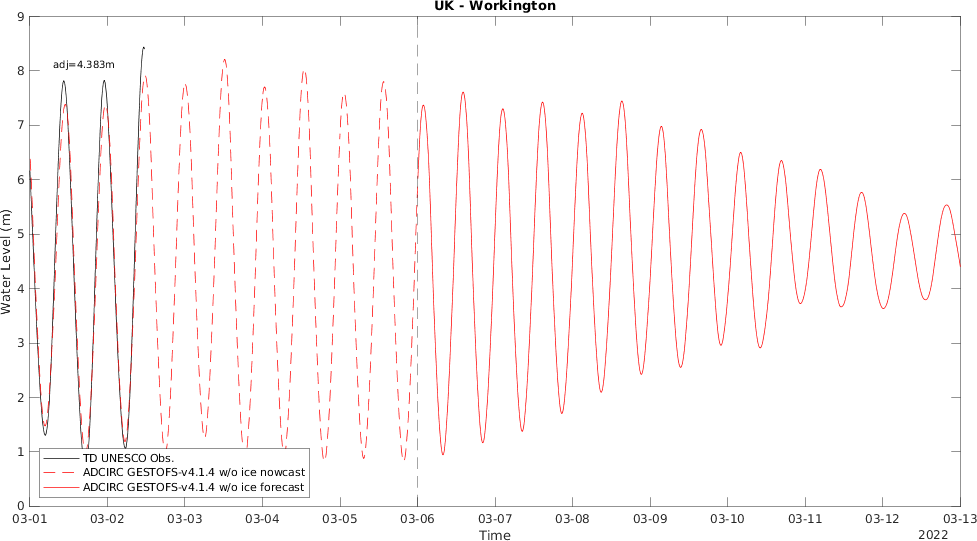 UK - Workington
adj=4.383m
Water Level (m)
9
8
7
6
5
4
3
2
1
0
TD UNESCO Obs.
ADCIRC GESTOFS-v4.1.4 w/o ice nowcast
ADCIRC GESTOFS-v4.1.4 w/o ice forecast
03-01 03-02 03-03 03-04 03-05 03-06 03-07 03-08 03-09 03-10 03-11 03-12 03-13
Time
2022